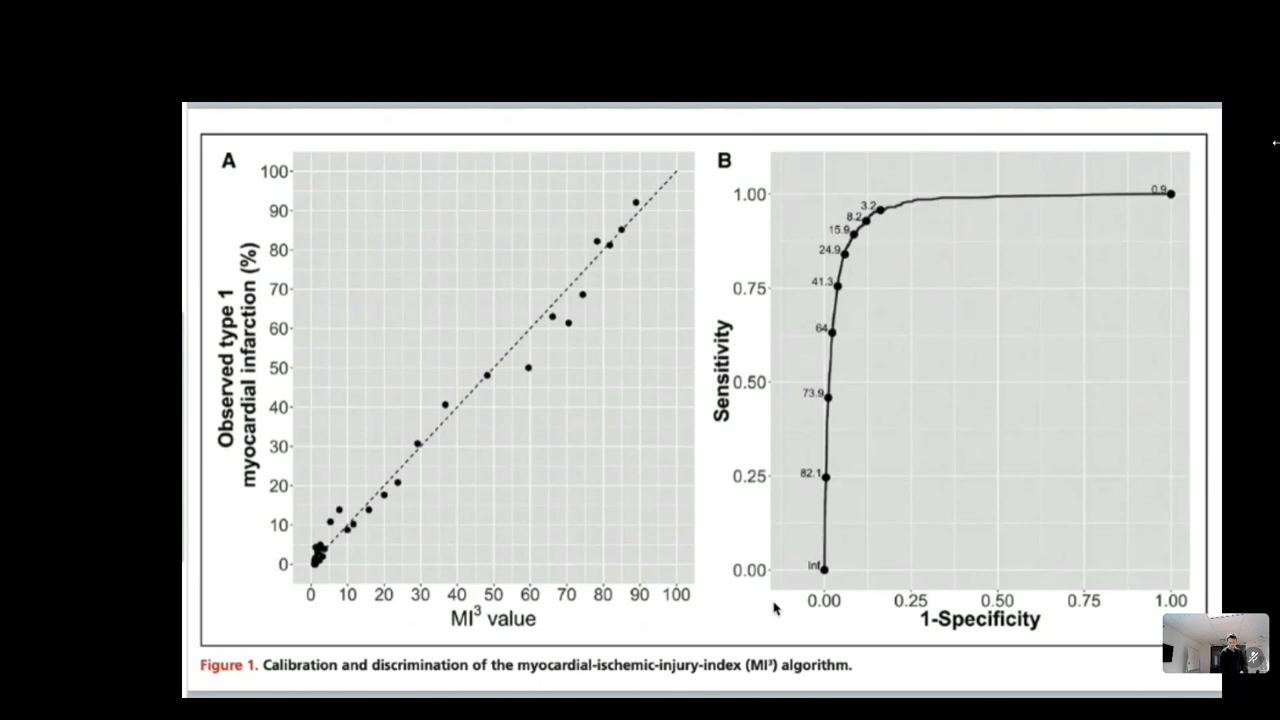 A
100
90
80
70
60
50
40
30
20
10
0
Observed type 1
myocardial infarction (%)
0 10 20 30 40 50 60 70 80 90 100
MI³ value
B
1.00
0.75
0.50
0.25
0.00
Sensitivity
0.9
3.2
8.2
15.9
24.9
41.3
64
73.9
82.1
Inf
0.00 0.25 0.50 0.75 1.00
1-Specificity
Figure 1. Calibration and discrimination of the myocardial-ischemic-injury-index (MI³) algorithm.